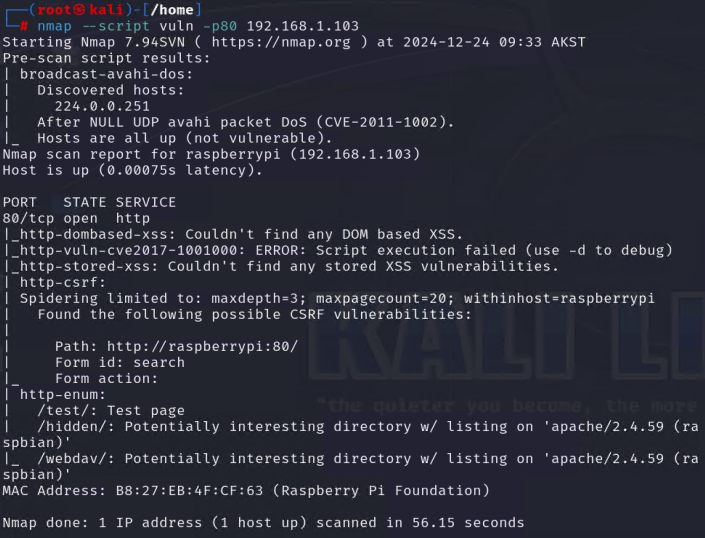 ┌──(root㉿kali)-[/home]
└─# nmap --script vuln -p80 192.168.1.103
Starting Nmap 7.94SVN ( https://nmap.org ) at 2024-12-24 09:33 AKST
Pre-scan script results:
| broadcast-avahi-dos:
|   Discovered hosts:
|     224.0.0.251
|   After NULL UDP avahi packet DoS (CVE-2011-1002).
|_  Hosts are all up (not vulnerable).
Nmap scan report for raspberrypi (192.168.1.103)
Host is up (0.00075s latency).

PORT   STATE SERVICE
80/tcp open  http
|_http-dombased-xss: Couldn't find any DOM based XSS.
|_http-vuln-cve2017-1001000: ERROR: Script execution failed (use -d to debug)
|_http-stored-xss: Couldn't find any stored XSS vulnerabilities.
| http-csrf:
| Spidering limited to: maxdepth=3; maxpagecount=20; withinhost=raspberrypi
|   Found the following possible CSRF vulnerabilities:
|
|     Path: http://raspberrypi:80/
|     Form id: search
|_    Form action:
| http-enum:
|   /test/: Test page
|   /hidden/: Potentially interesting directory w/ listing on 'apache/2.4.59 (ra
spbian)'
|_  /webdav/: Potentially interesting directory w/ listing on 'apache/2.4.59 (ra
spbian)'
MAC Address: B8:27:EB:4F:CF:63 (Raspberry Pi Foundation)

Nmap done: 1 IP address (1 host up) scanned in 56.15 seconds
KALI LI
"the quieter you become, the more